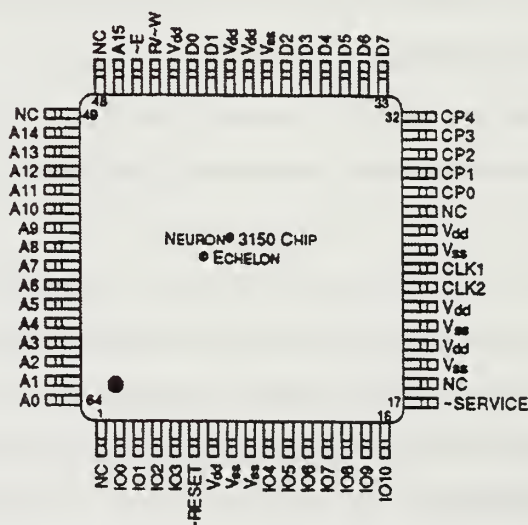 NC
A15
~E
R/~W
Vdd
D0
D1
Vdd
Vdd
Vss
D2
D3
D4
D5
D6
D7
48
33
49
32
NC
A14
A13
A12
A11
A10
A9
A8
A7
A6
A5
A4
A3
A2
A1
A0
NEURON® 3150 CHIP
© ECHELON
CP4
CP3
CP2
CP1
CP0
NC
Vdd
Vss
CLK1
CLK2
Vdd
Vss
Vdd
Vss
NC
~SERVICE
64
17
1
16
NC
IO0
IO1
IO2
IO3
~RESET
Vdd
Vss
Vss
IO4
IO5
IO6
IO7
IO8
IO9
IO10